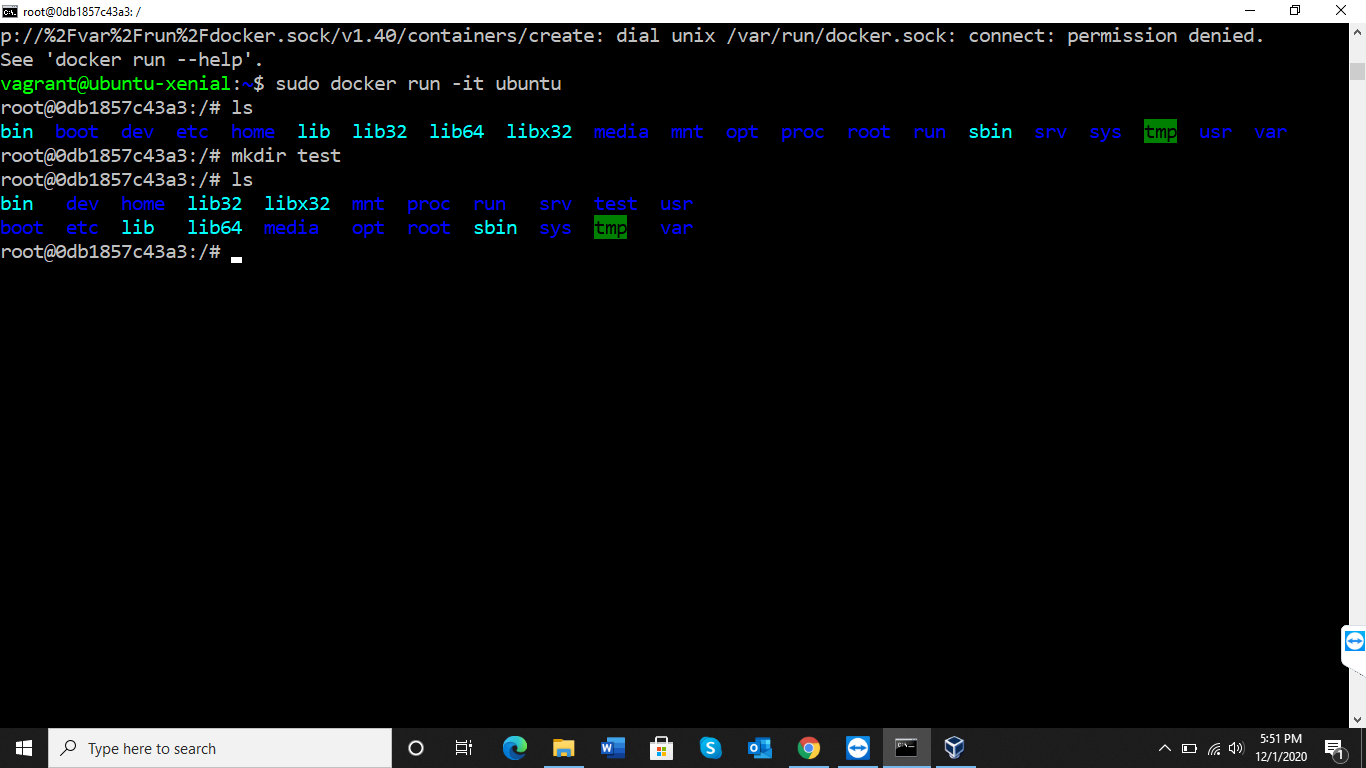 root@0db1857c43a3: /
p://%2Fvar%2Frun%2Fdocker.sock/v1.40/containers/create: dial unix /var/run/docker.sock: connect: permission denied.
See 'docker run --help'.
vagrant@ubuntu-xenial:~$ sudo docker run -it ubuntu
root@0db1857c43a3:/# ls
bin boot dev etc home lib lib32 lib64 libx32 media mnt opt proc root run sbin srv sys tmp usr var
root@0db1857c43a3:/# mkdir test
root@0db1857c43a3:/# ls
bin dev home lib32 libx32 mnt proc run srv test usr
boot etc lib lib64 media opt root sbin sys tmp var
root@0db1857c43a3:/#
Type here to search
5:51 PM
12/1/2020
1